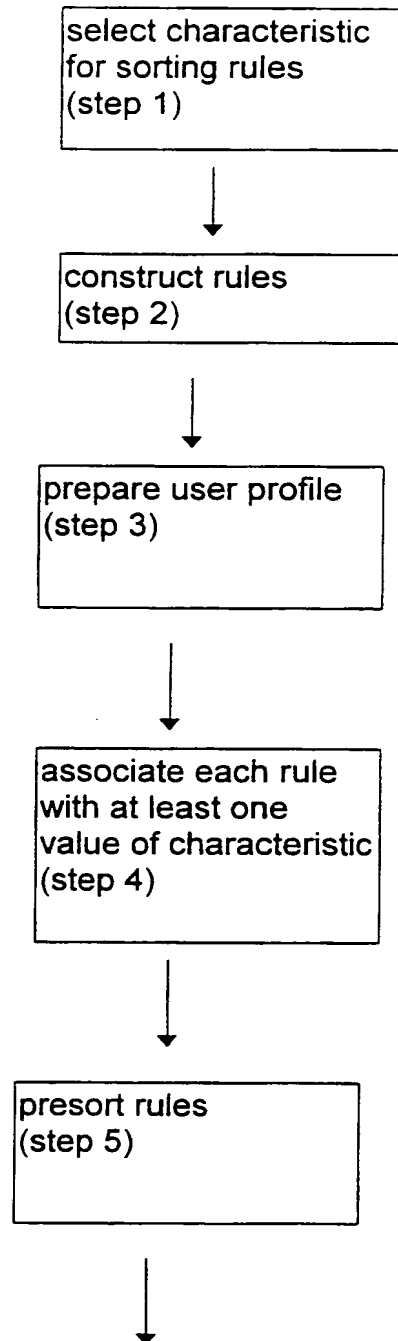 select characteristic
for sorting rules
(step 1)
construct rules
(step 2)
prepare user profile
(step 3)
associate each rule
with at least one
value of characteristic
(step 4)
presort rules
(step 5)